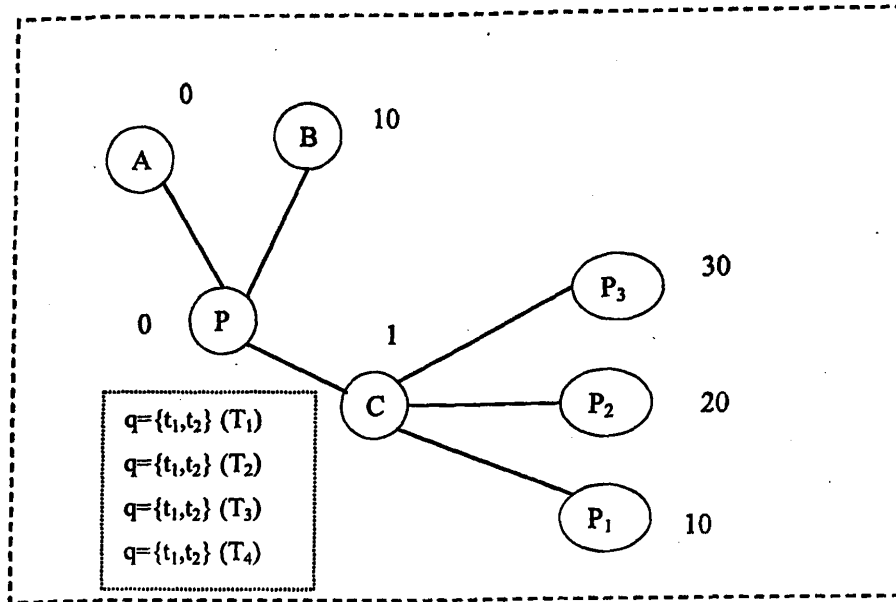 0
10
A
B
30
P₃
0
P
1
C
P₂
20
q={t₁,t₂} (T₁)
q={t₁,t₂} (T₂)
q={t₁,t₂} (T₃)
q={t₁,t₂} (T₄)
P₁
10